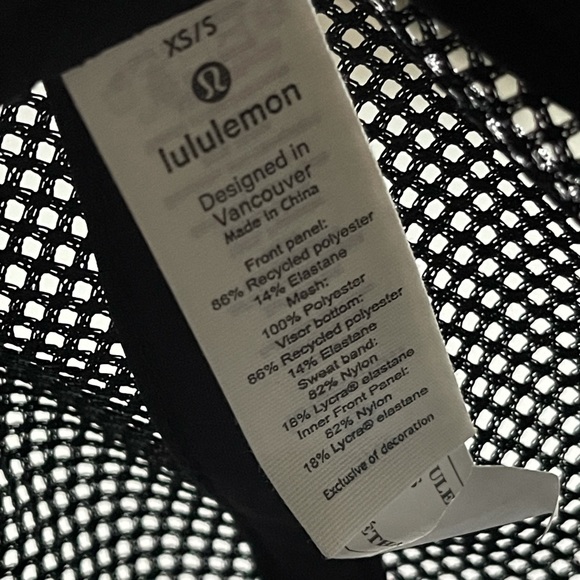 XS/S
lululemon
Designed in
Vancouver
Made in China
Front panel:
86% Recycled polyester
14% Elastane
Mesh:
100% Polyester
Visor bottom:
86% Recycled polyester
14% Elastane
Sweat band:
82% Nylon
18% Lycra® elastane
Inner Front Panel:
82% Nylon
18% Lycra® elastane
Exclusive of decoration